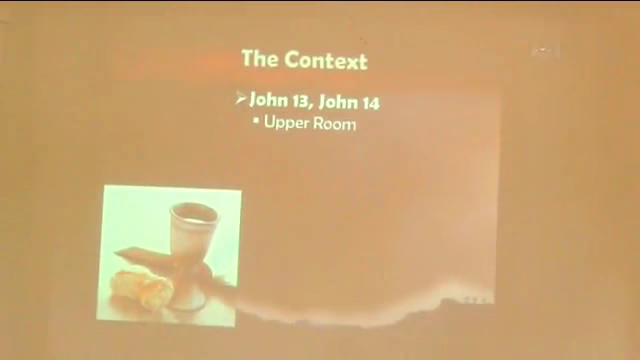 The Context
John 13, John 14
Upper Room